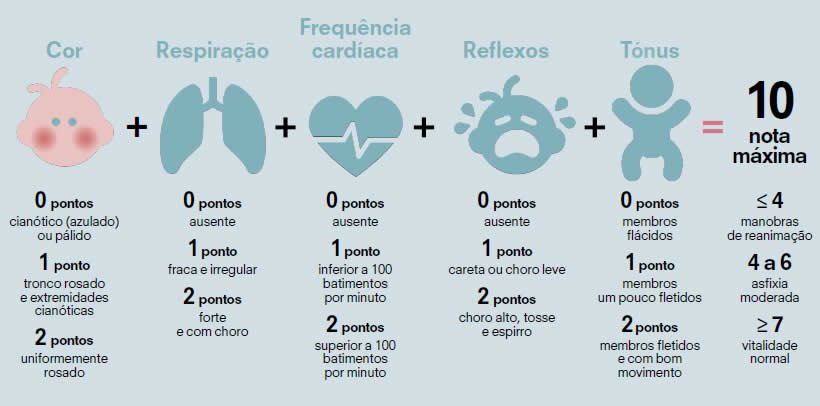 Cor
Respiração
Frequência
cardíaca
Reflexos
Tónus
+
+
+
+
=
10
nota
máxima
0 pontos
cianótico (azulado)
ou pálido
1 ponto
tronco rosado
e extremidades
cianóticas
2 pontos
uniformemente
rosado
0 pontos
ausente
1 ponto
fraca e irregular
2 pontos
forte
e com choro
0 pontos
ausente
1 ponto
inferior a 100
batimentos
por minuto
2 pontos
superior a 100
batimentos
por minuto
0 pontos
ausente
1 ponto
careta ou choro leve
2 pontos
choro alto, tosse
e espirro
0 pontos
membros
flácidos
1 ponto
membros
um pouco fletidos
2 pontos
membros fletidos
e com bom
movimento
≤ 4
manobras
de reanimação
4 a 6
asfixia
moderada
≥ 7
vitalidade
normal